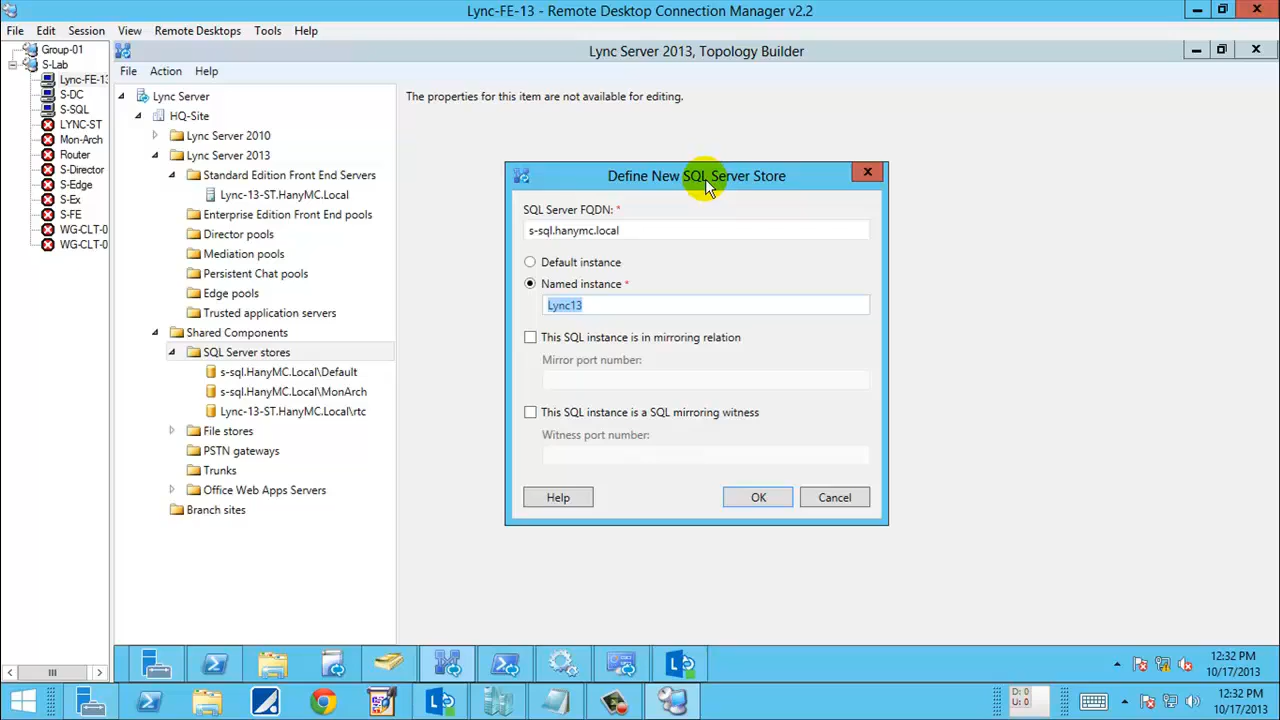 Lync-FE-13 - Remote Desktop Connection Manager v2.2
File Edit Session View Remote Desktops Tools Help
Group-01
S-Lab
Lync-FE-13
S-DC
S-SQL
LYNC-ST
Mon-Arch
Router
S-Director
S-Edge
S-Ex
S-FE
WG-CLT-0
WG-CLT-0
Lync Server 2013, Topology Builder
File Action Help
Lync Server
HQ-Site
Lync Server 2010
Lync Server 2013
Standard Edition Front End Servers
Lync-13-ST.HanyMC.Local
Enterprise Edition Front End pools
Director pools
Mediation pools
Persistent Chat pools
Edge pools
Trusted application servers
Shared Components
SQL Server stores
s-sql.HanyMC.Local\Default
s-sql.HanyMC.Local\MonArch
Lync-13-ST.HanyMC.Local\rtc
File stores
PSTN gateways
Trunks
Office Web Apps Servers
Branch sites
The properties for this item are not available for editing.
Define New SQL Server Store
SQL Server FQDN: *
s-sql.hanymc.local
Default instance
Named instance *
Lync13
This SQL instance is in mirroring relation
Mirror port number:
This SQL instance is a SQL mirroring witness
Witness port number:
Help OK Cancel
12:32 PM
10/17/2013
D: 0
U: 0
12:32 PM
10/17/2013